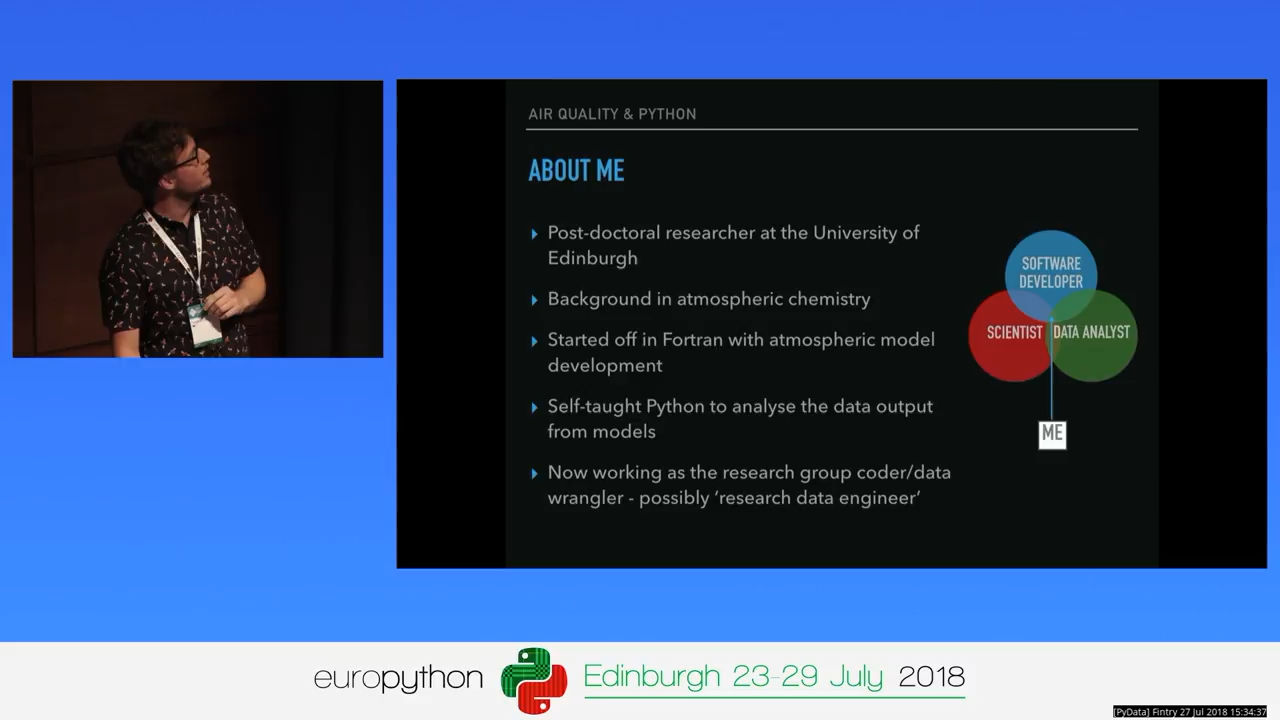 AIR QUALITY & PYTHON
ABOUT ME
Post-doctoral researcher at the University of
Edinburgh
Background in atmospheric chemistry
Started off in Fortran with atmospheric model
development
Self-taught Python to analyse the data output
from models
Now working as the research group coder/data
wrangler - possibly ‘research data engineer’
SOFTWARE
DEVELOPER
SCIENTIST
DATA ANALYST
ME
europython
Edinburgh 23-29 July 2018
[PyData] Fintry 27 Jul 2018 15:34:37